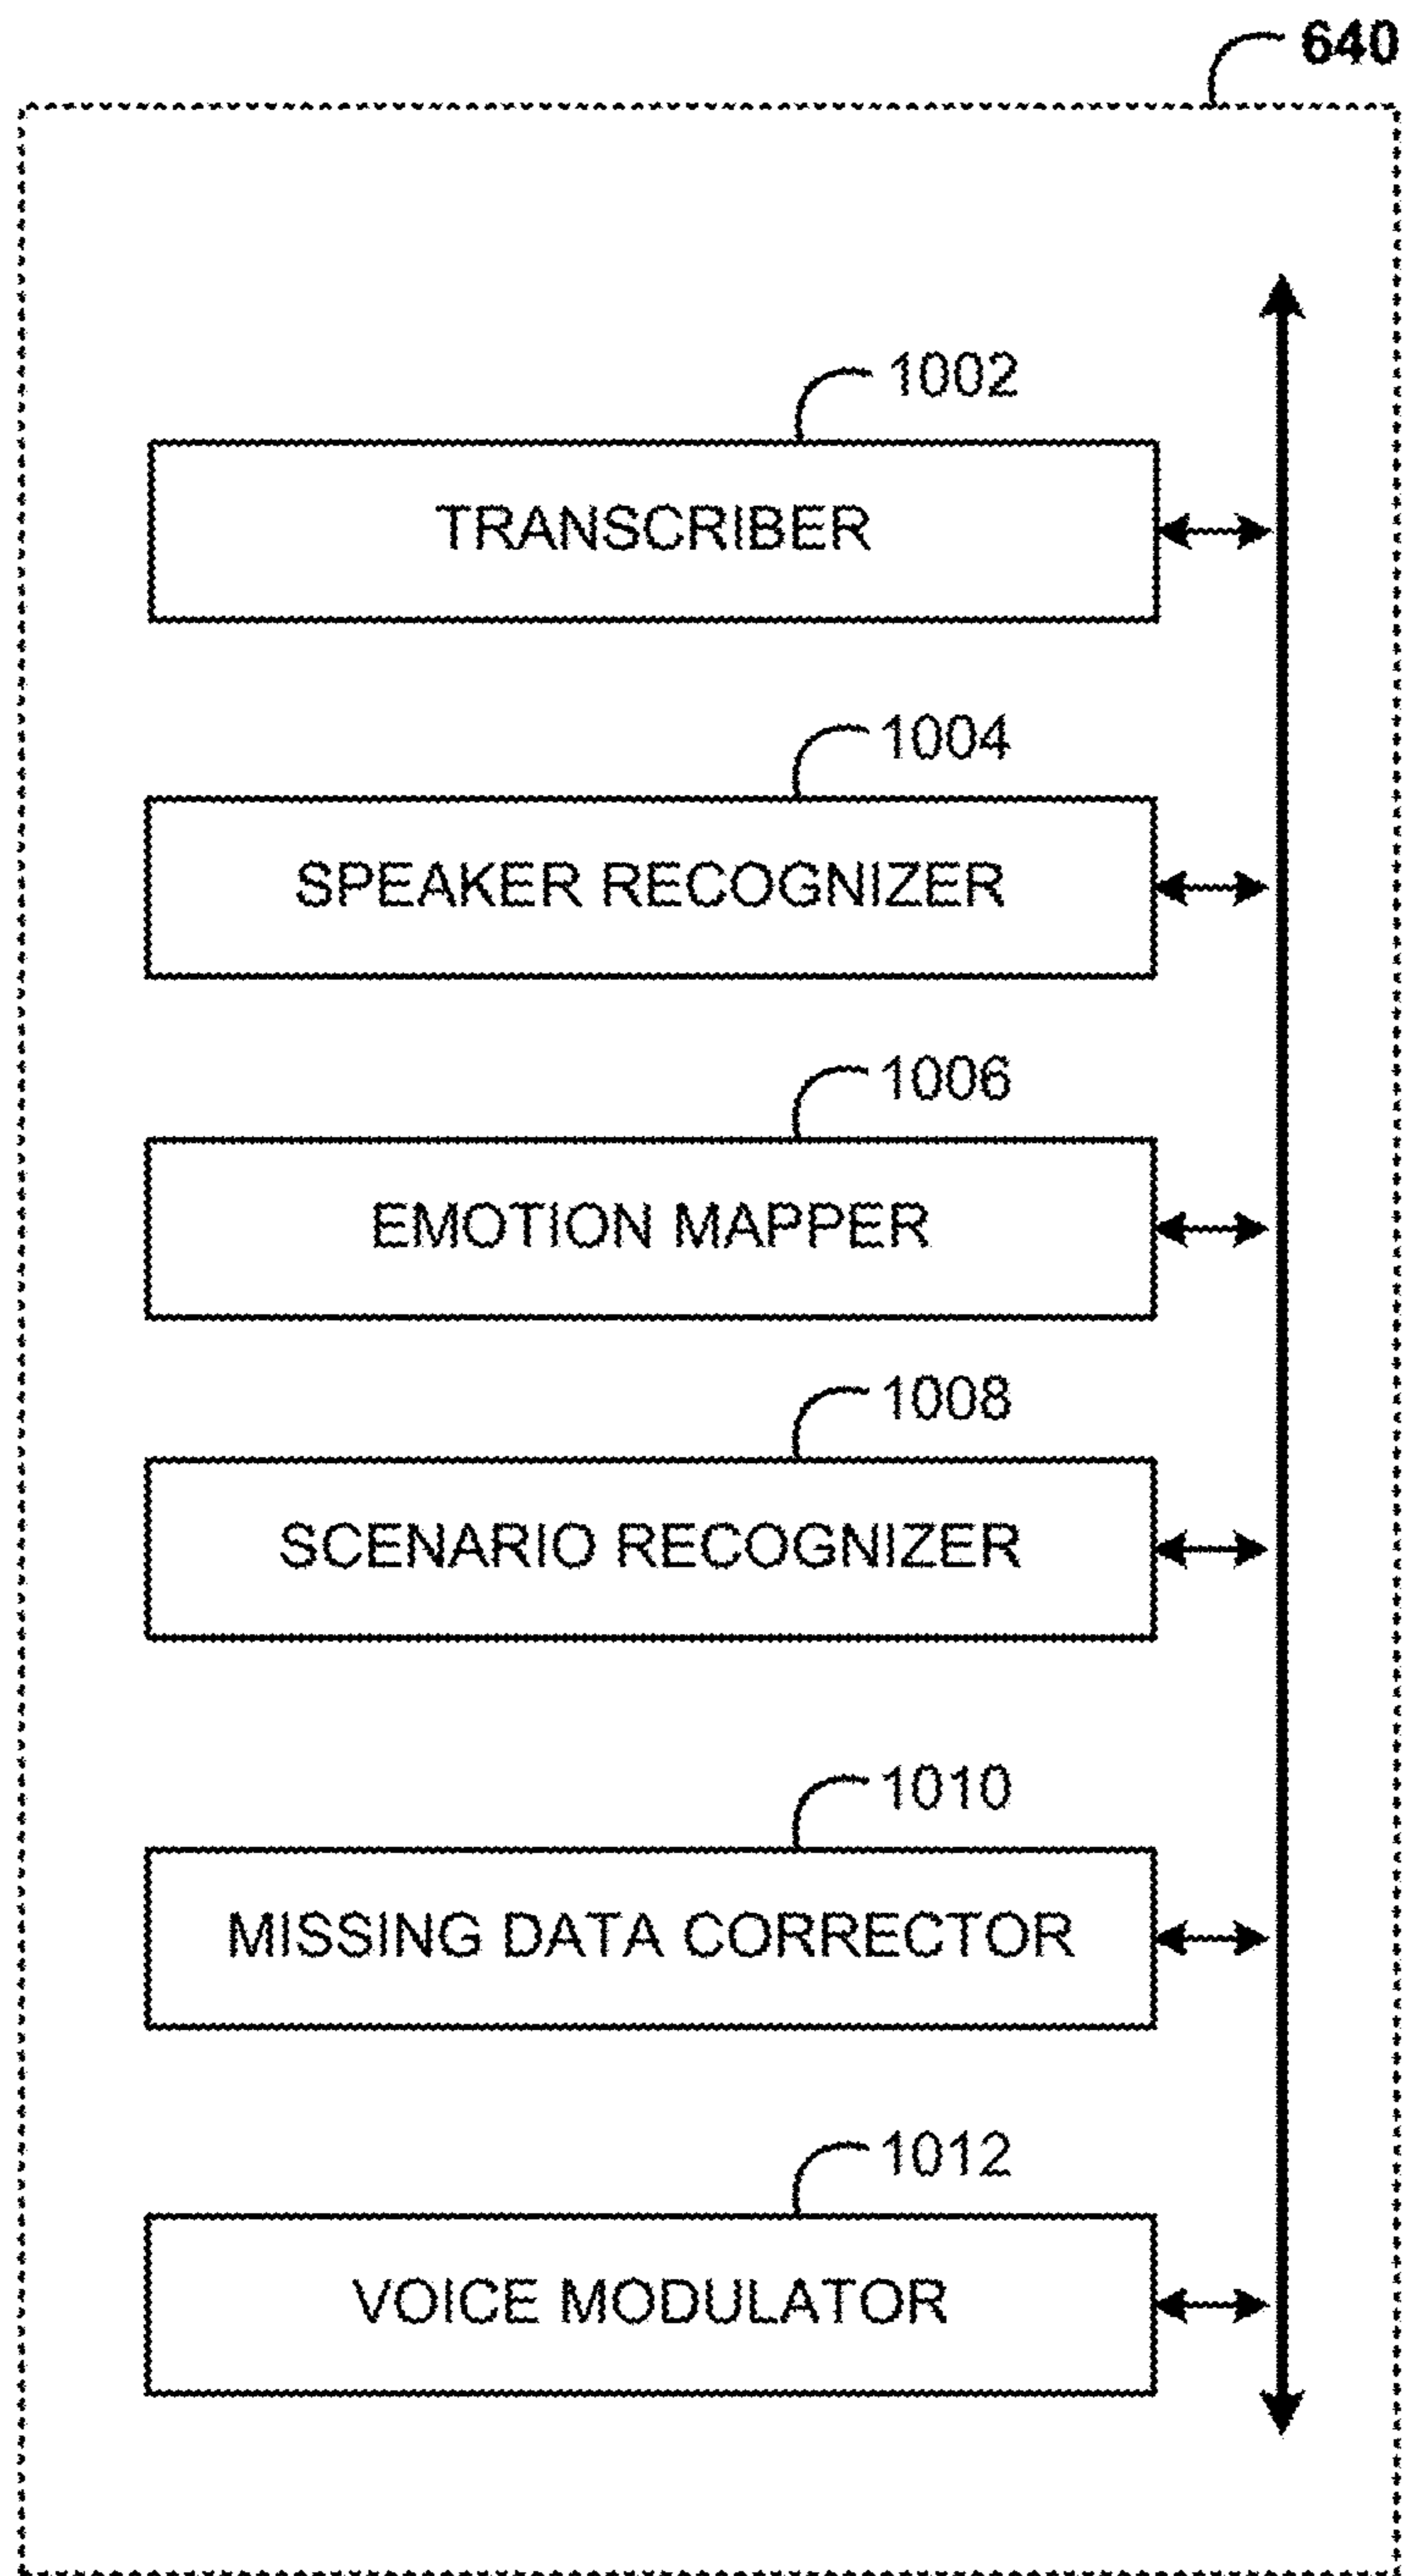 640
1002
TRANSCRIBER
1004
SPEAKER RECOGNIZER
1006
EMOTION MAPPER
1008
SCENARIO RECOGNIZER
1010
MISSING DATA CORRECTOR
1012
VOICE MODULATOR